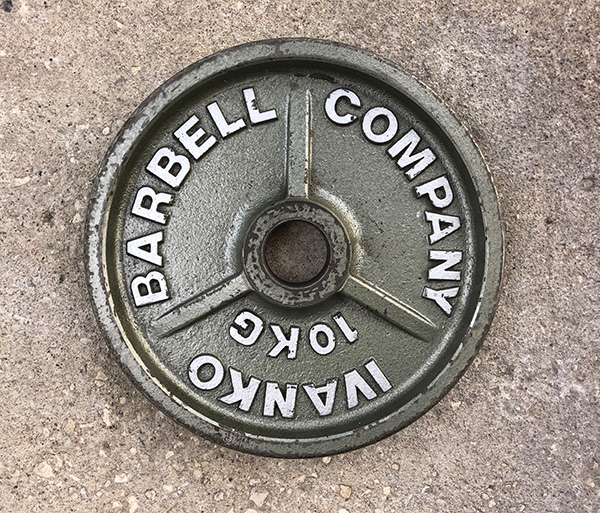 IVANKO
BARBELL
COMPANY
10KG